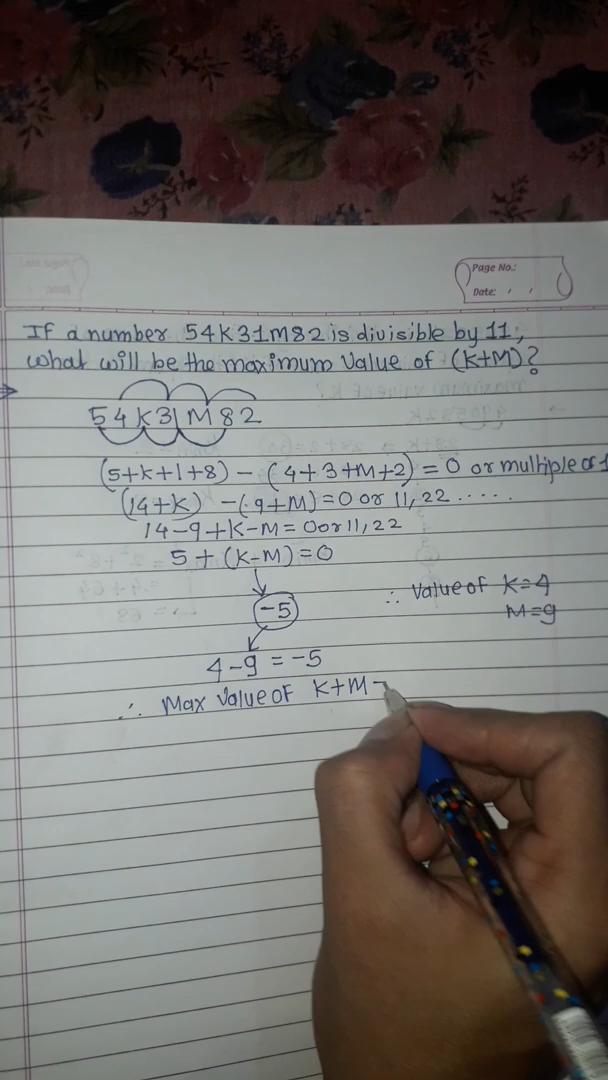 Page No.:
Date: , ,
If a number 54K31M82 is divisible by 11,
what will be the maximum value of (K+M)?
54K31M82
(5+K+1+8) - (4+3+M+2) = 0 or multiple of 1
(14+K) - (9+M) = 0 or 11, 22 .....
14-9+K-M = 0 or 11, 22
5 + (K-M) = 0
-5
∴ Value of K=4
M=9
4-9 = -5
∴ Max value of K+M -